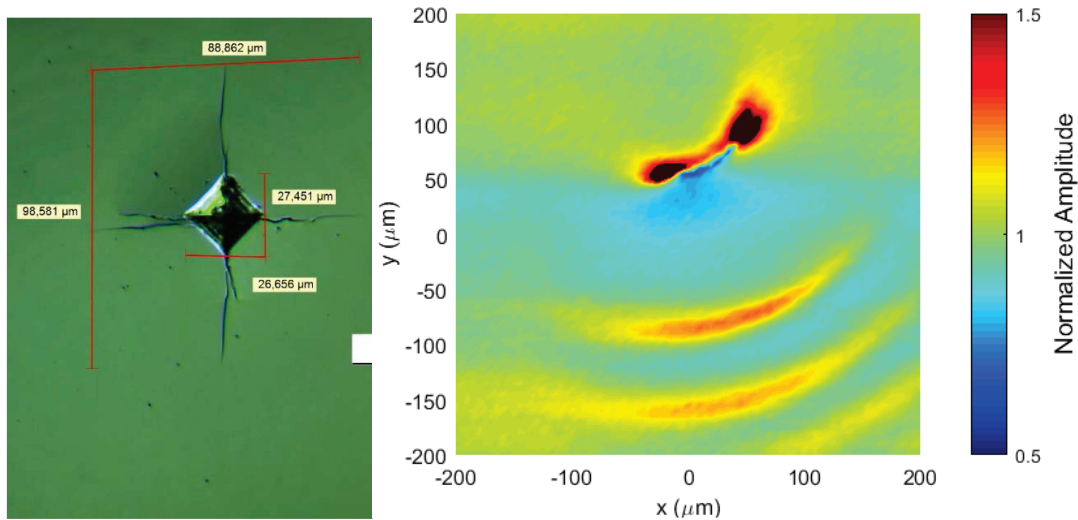 88,862 µm
98,581 µm
27,451 µm
26,656 µm
200
150
100
50
0
-50
-100
-150
-200
y (μm)
-200
-100
0
100
200
x (μm)
1.5
1
0.5
Normalized Amplitude